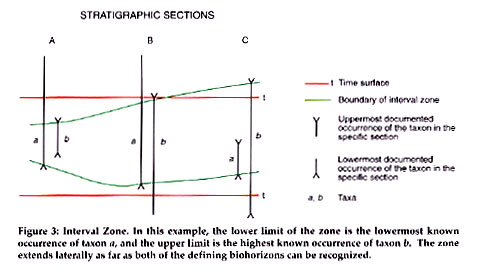 STRATIGRAPHIC SECTIONS
A B C
t Time surface
Boundary of interval zone
Uppermost documented
occurrence of the taxon in the
specific section
Lowermost documented
occurrence of the taxon in the
specific section
a, b Taxa
t
a b a b a b
t
Figure 3: Interval Zone. In this example, the lower limit of the zone is the lowermost known
occurrence of taxon a, and the upper limit is the highest known occurrence of taxon b. The zone
extends laterally as far as both of the defining biohorizons can be recognized.